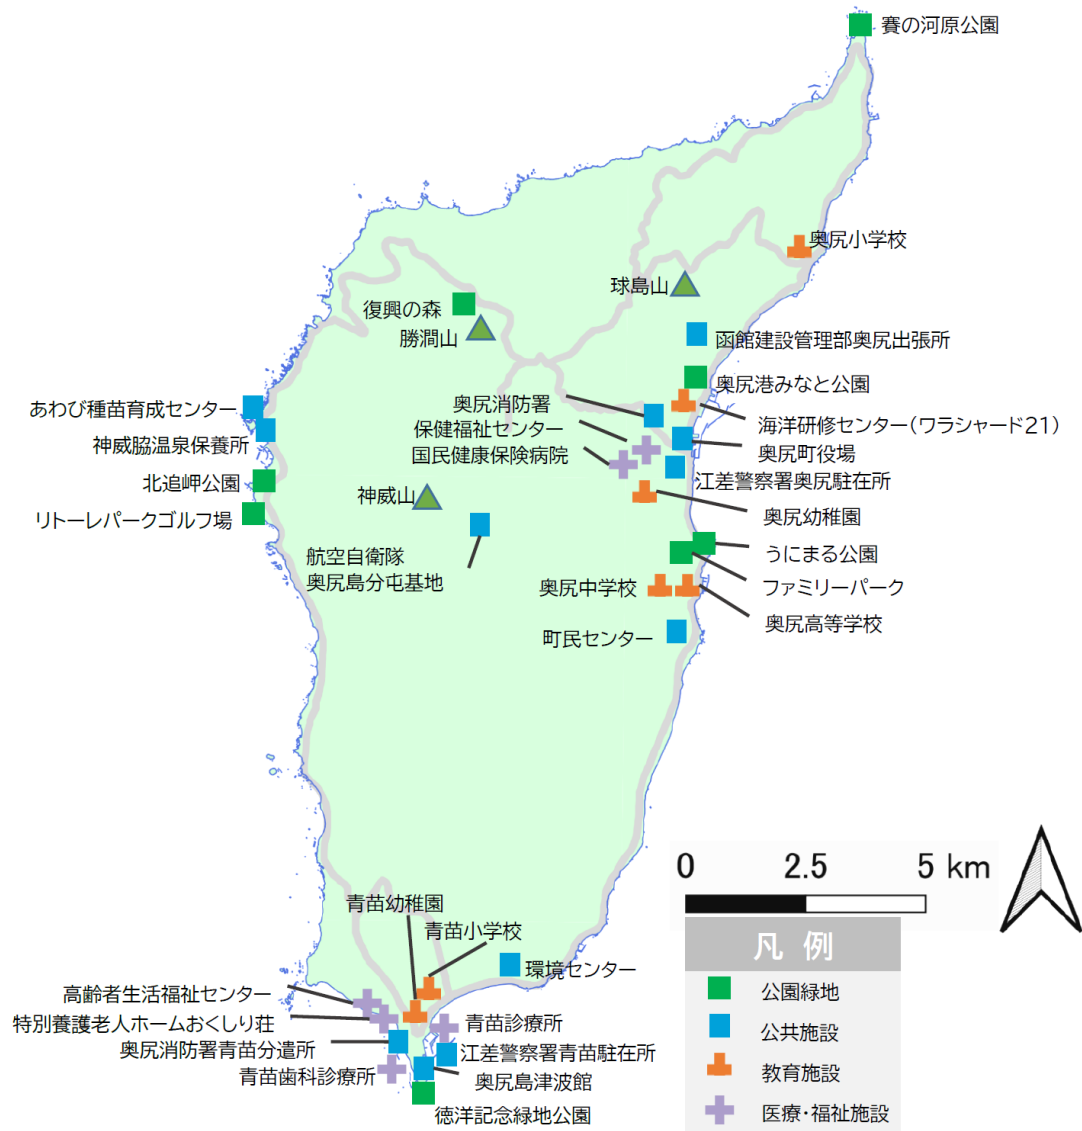 賽の河原公園
奥尻小学校
球島山
復興の森
勝澗山
函館建設管理部奥尻出張所
奥尻港みなと公園
あわび種苗育成センター
奥尻消防署
海洋研修センター(ワラシャード21)
神威脇温泉保養所
保健福祉センター
奥尻町役場
国民健康保険病院
北追岬公園
江差警察署奥尻駐在所
神威山
リトーレパークゴルフ場
奥尻幼稚園
航空自衛隊
奥尻島分屯基地
うにまる公園
奥尻中学校
ファミリーパーク
奥尻高等学校
町民センター
0 2.5 5 km
青苗幼稚園
青苗小学校
環境センター
高齢者生活福祉センター
特別養護老人ホームおくしり荘
青苗診療所
奥尻消防署青苗分遣所
江差警察署青苗駐在所
青苗歯科診療所
奥尻島津波館
徳洋記念緑地公園
凡 例
公園緑地
公共施設
教育施設
医療・福祉施設